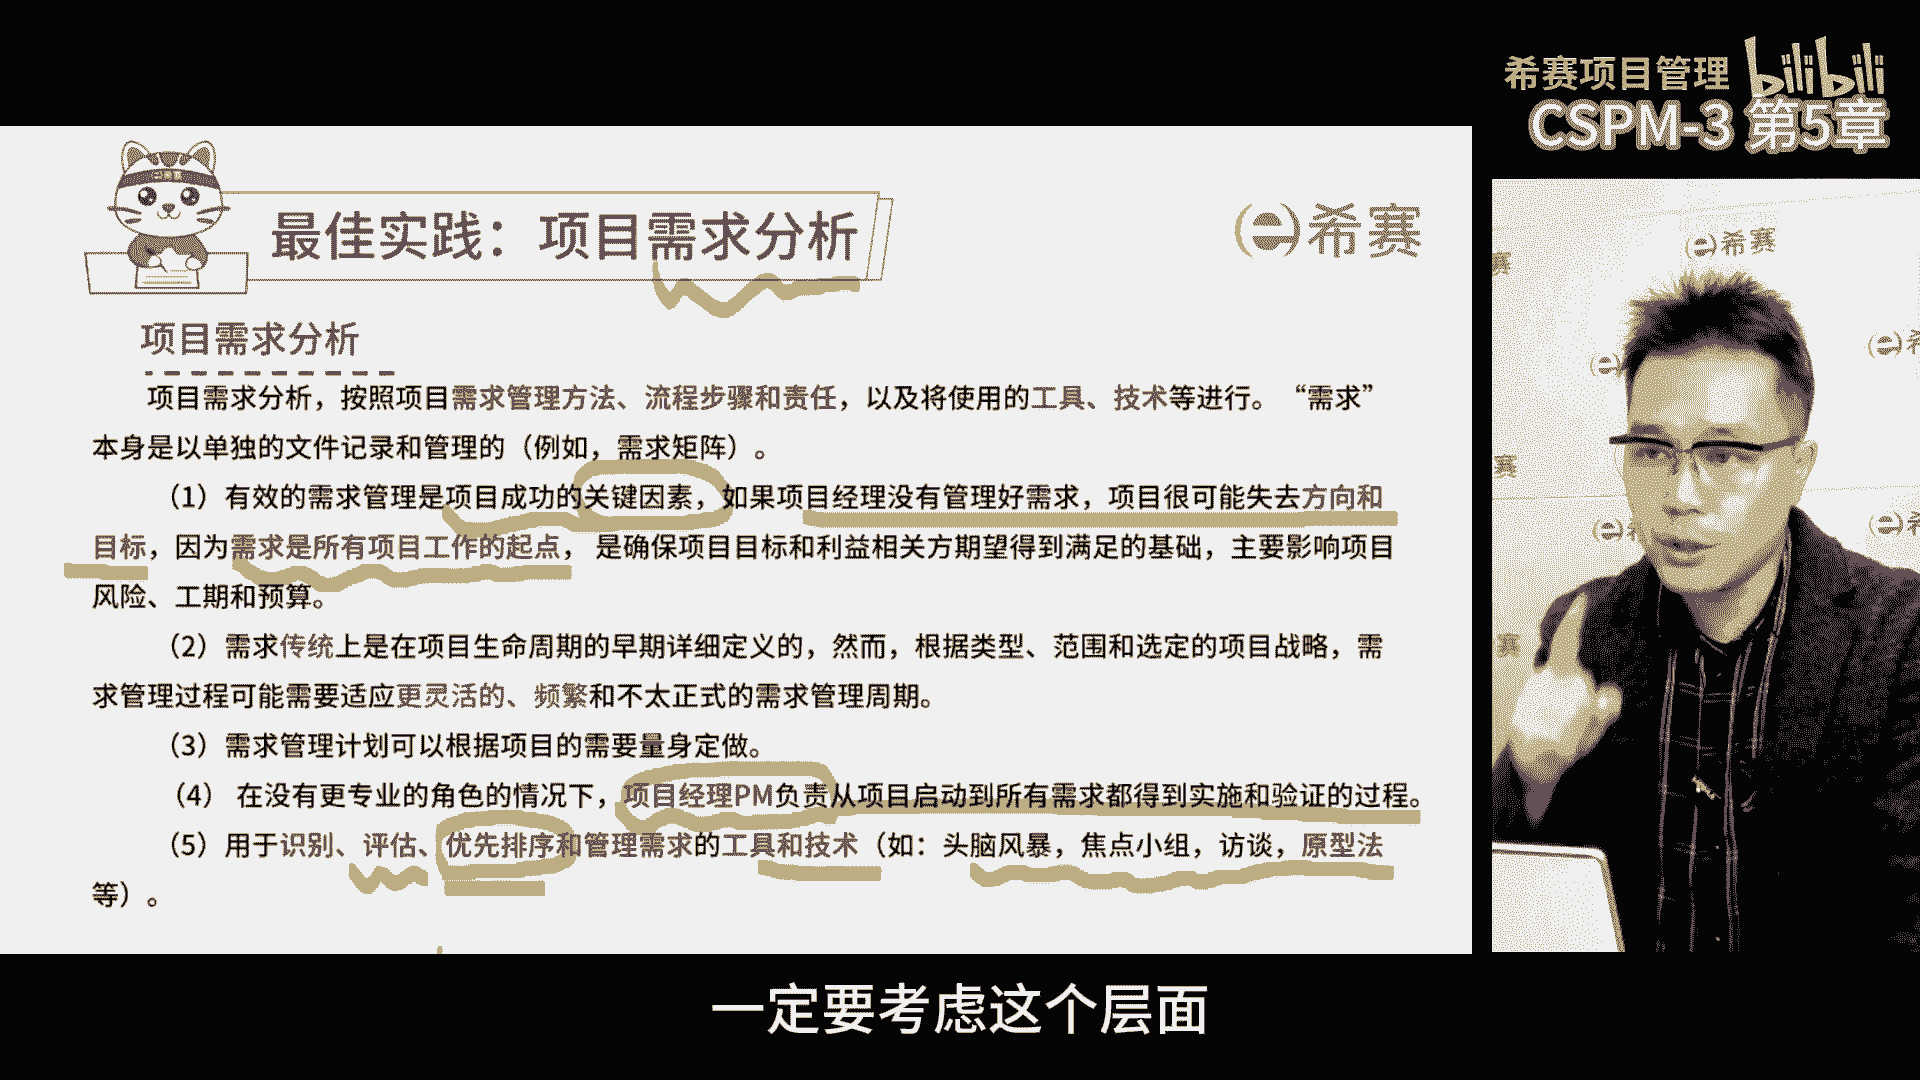 希赛项目管理 bilibili
CSPM-3 第5章
最佳实践：项目需求分析
e希赛
项目需求分析
项目需求分析，按照项目需求管理方法、流程步骤和责任，以及将使用的工具、技术等进行。“需求”
本身是以单独的文件记录和管理的（例如，需求矩阵）。
（1）有效的需求管理是项目成功的关键因素，如果项目经理没有管理好需求，项目很可能失去方向和
目标，因为需求是所有项目工作的起点， 是确保项目目标和利益相关方期望得到满足的基础，主要影响项目
风险、工期和预算。
（2）需求传统上是在项目生命周期的早期详细定义的，然而，根据类型、范围和选定的项目战略，需
求管理过程可能需要适应更灵活的、频繁和不太正式的需求管理周期。
（3）需求管理计划可以根据项目的需要量身定做。
（4） 在没有更专业的角色的情况下，项目经理PM负责从项目启动到所有需求都得到实施和验证的过程。
（5）用于识别、评估、优先排序和管理需求的工具和技术（如：头脑风暴，焦点小组，访谈，原型法
等）。
e希赛
赛
e希
e
赛
e希
e
赛
一定要考虑这个层面